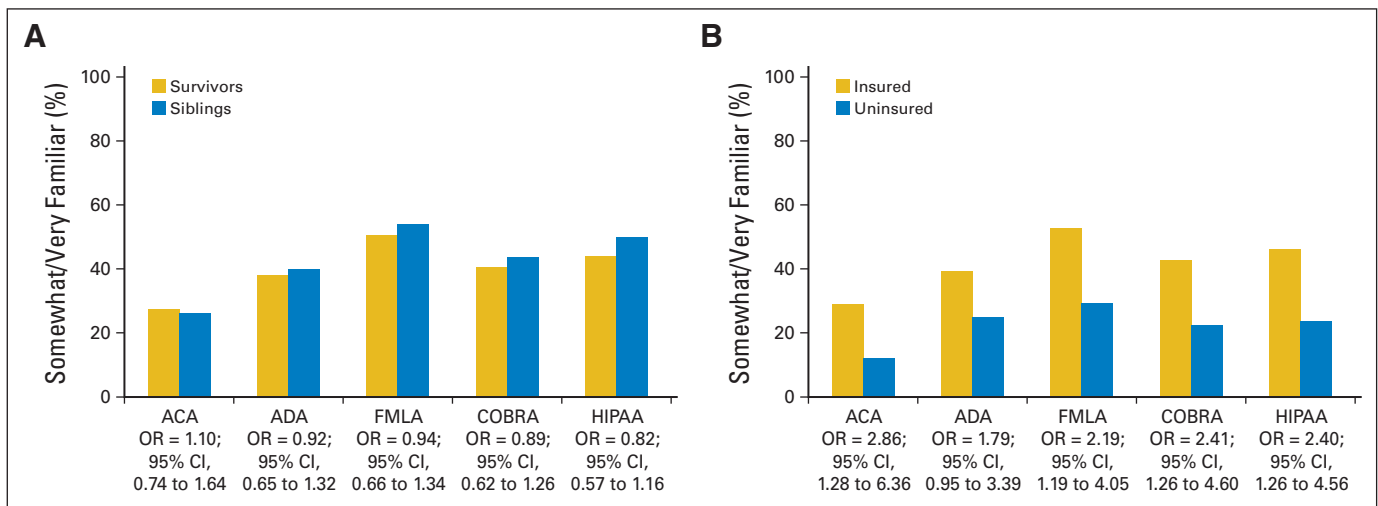 A
Somewhat/Very Familiar (%)
100
80
60
40
20
0
Survivors
Siblings
ACA
OR = 1.10;
95% CI,
0.74 to 1.64
ADA
OR = 0.92;
95% CI,
0.65 to 1.32
FMLA
OR = 0.94;
95% CI,
0.66 to 1.34
COBRA
OR = 0.89;
95% CI,
0.62 to 1.26
HIPAA
OR = 0.82;
95% CI,
0.57 to 1.16
B
Somewhat/Very Familiar (%)
100
80
60
40
20
0
Insured
Uninsured
ACA
OR = 2.86;
95% CI,
1.28 to 6.36
ADA
OR = 1.79;
95% CI,
0.95 to 3.39
FMLA
OR = 2.19;
95% CI,
1.19 to 4.05
COBRA
OR = 2.41;
95% CI,
1.26 to 4.60
HIPAA
OR = 2.40;
95% CI,
1.26 to 4.56